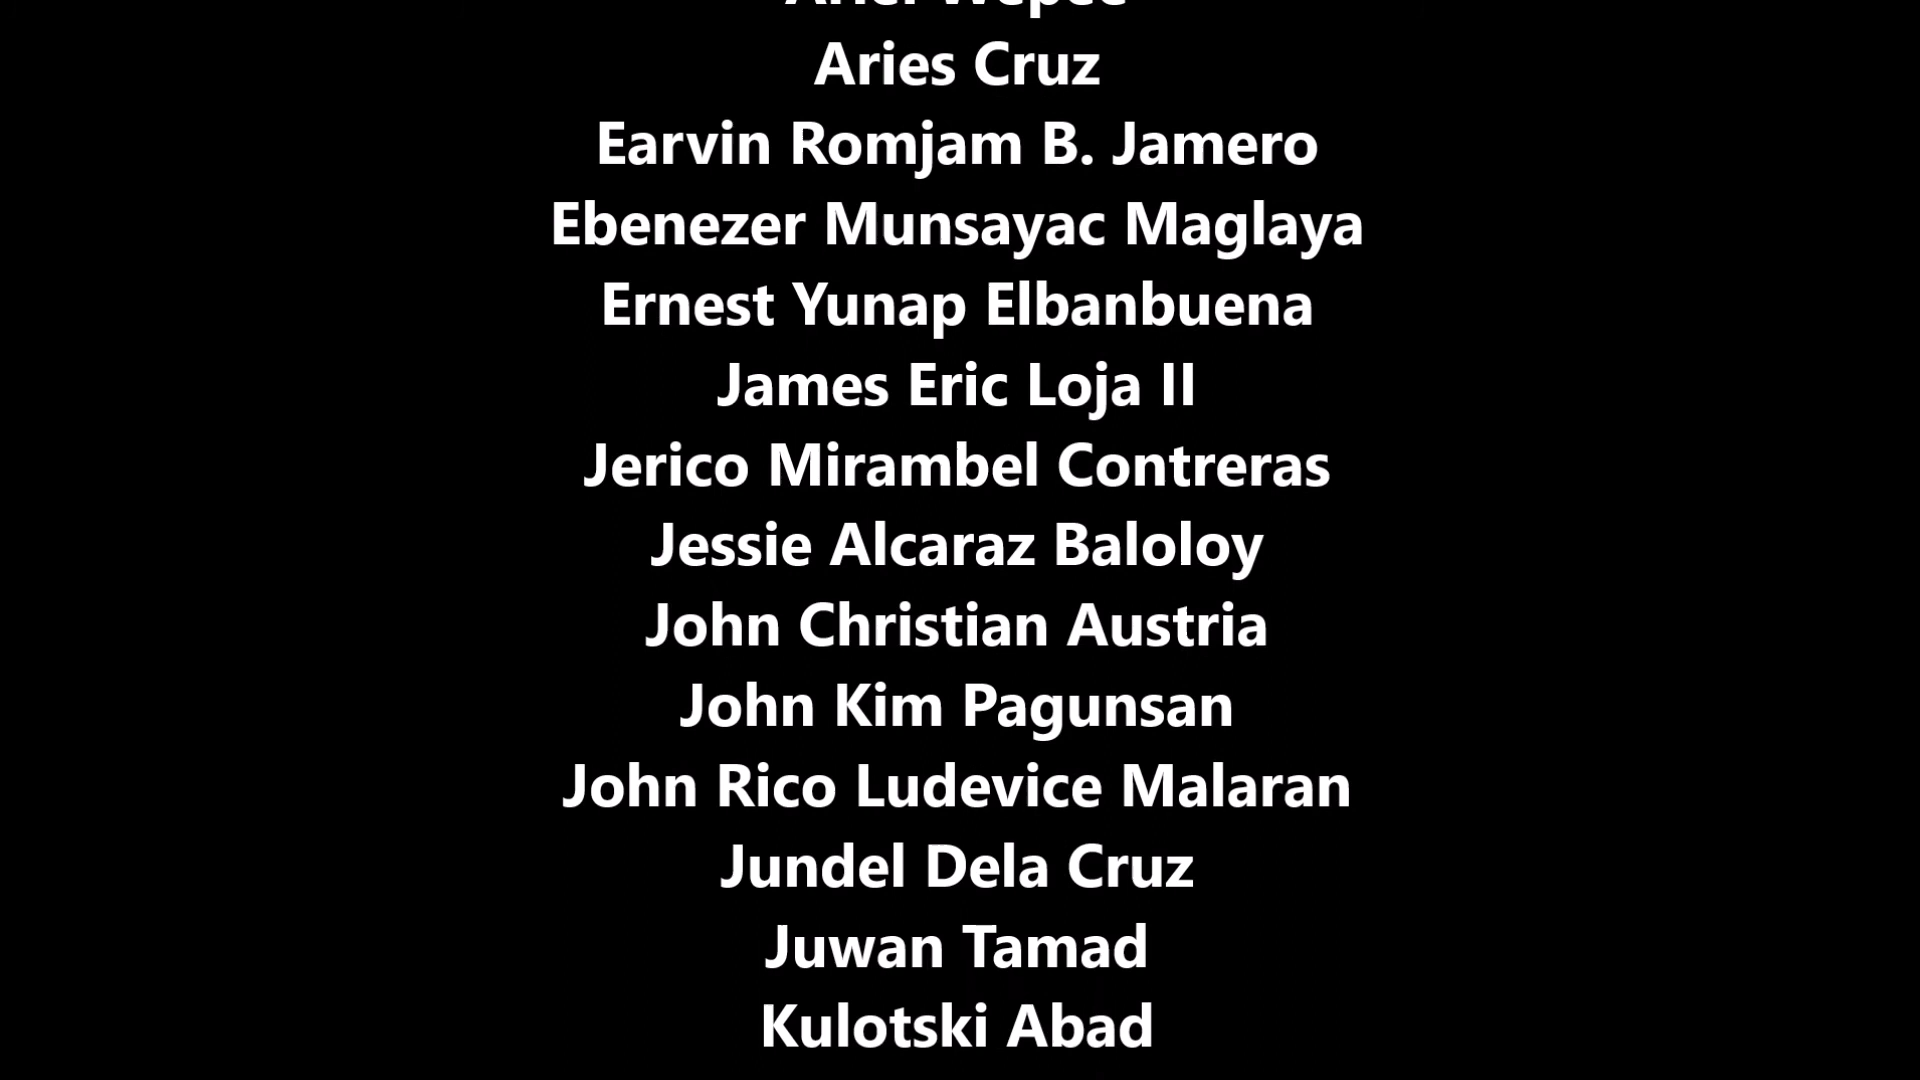 Aries Cruz
Earvin Romjam B. Jamero
Ebenezer Munsayac Maglaya
Ernest Yunap Elbanbuena
James Eric Loja II
Jerico Mirambel Contreras
Jessie Alcaraz Baloloy
John Christian Austria
John Kim Pagunsan
John Rico Ludevice Malaran
Jundel Dela Cruz
Juwan Tamad
Kulotski Abad